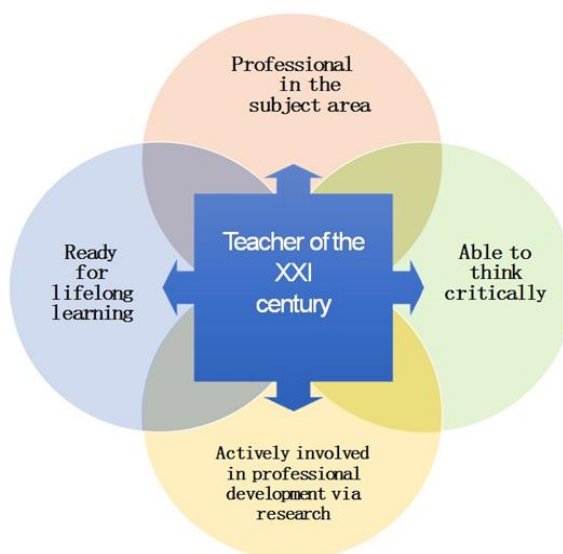 Professional
in the
subject area
Ready
for
lifelong
learning
Teacher of the
XXI
century
Able to
think
critically
Actively involved
in professional
development via
research